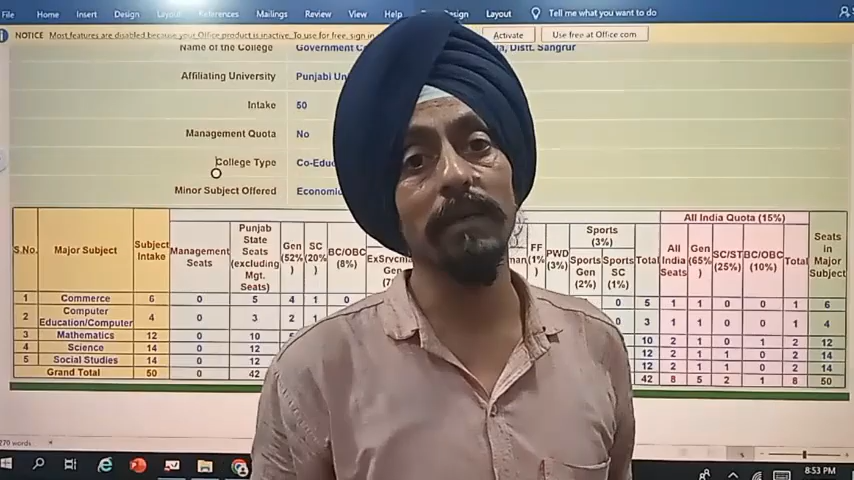 File Home Insert Design Layout References Mailings Review View Help Design Layout Tell me what you want to do
NOTICE Most features are disabled because your Office product is inactive. To use for free, sign in Activate Use free at Office.com
Name of the College Government Distt. Sangrur
Affiliating University Punjabi
Intake 50
Management Quota No
College Type
Minor Subject Offered
All India Quota (15%)
S.No. Major Subject Subject Intake Management Seats Punjab State Seats (excluding Mgt. Seats) Gen (52%) SC (20%) BC/OBC (8%) FF (1%) PWD (3%) Sports (3%) Sports Gen (2%) Sports SC (1%) Total All India Seats Gen (65%) SC/ST (25%) BC/OBC (10%) Total Seats in Major Subject
1 Commerce 6 0 5 4 1 0 0 5 1 1 0 0 1 6
2 Computer Education/Computer 4 0 3 2 1 0 3 1 1 0 0 1 4
3 Mathematics 12 0 10 10 2 1 0 1 2 12
4 Science 14 0 12 12 2 1 1 0 2 14
5 Social Studies 14 0 12 12 2 1 1 0 2 14
Grand Total 50 0 42 42 8 5 2 1 8 50
270 words
8:53 PM